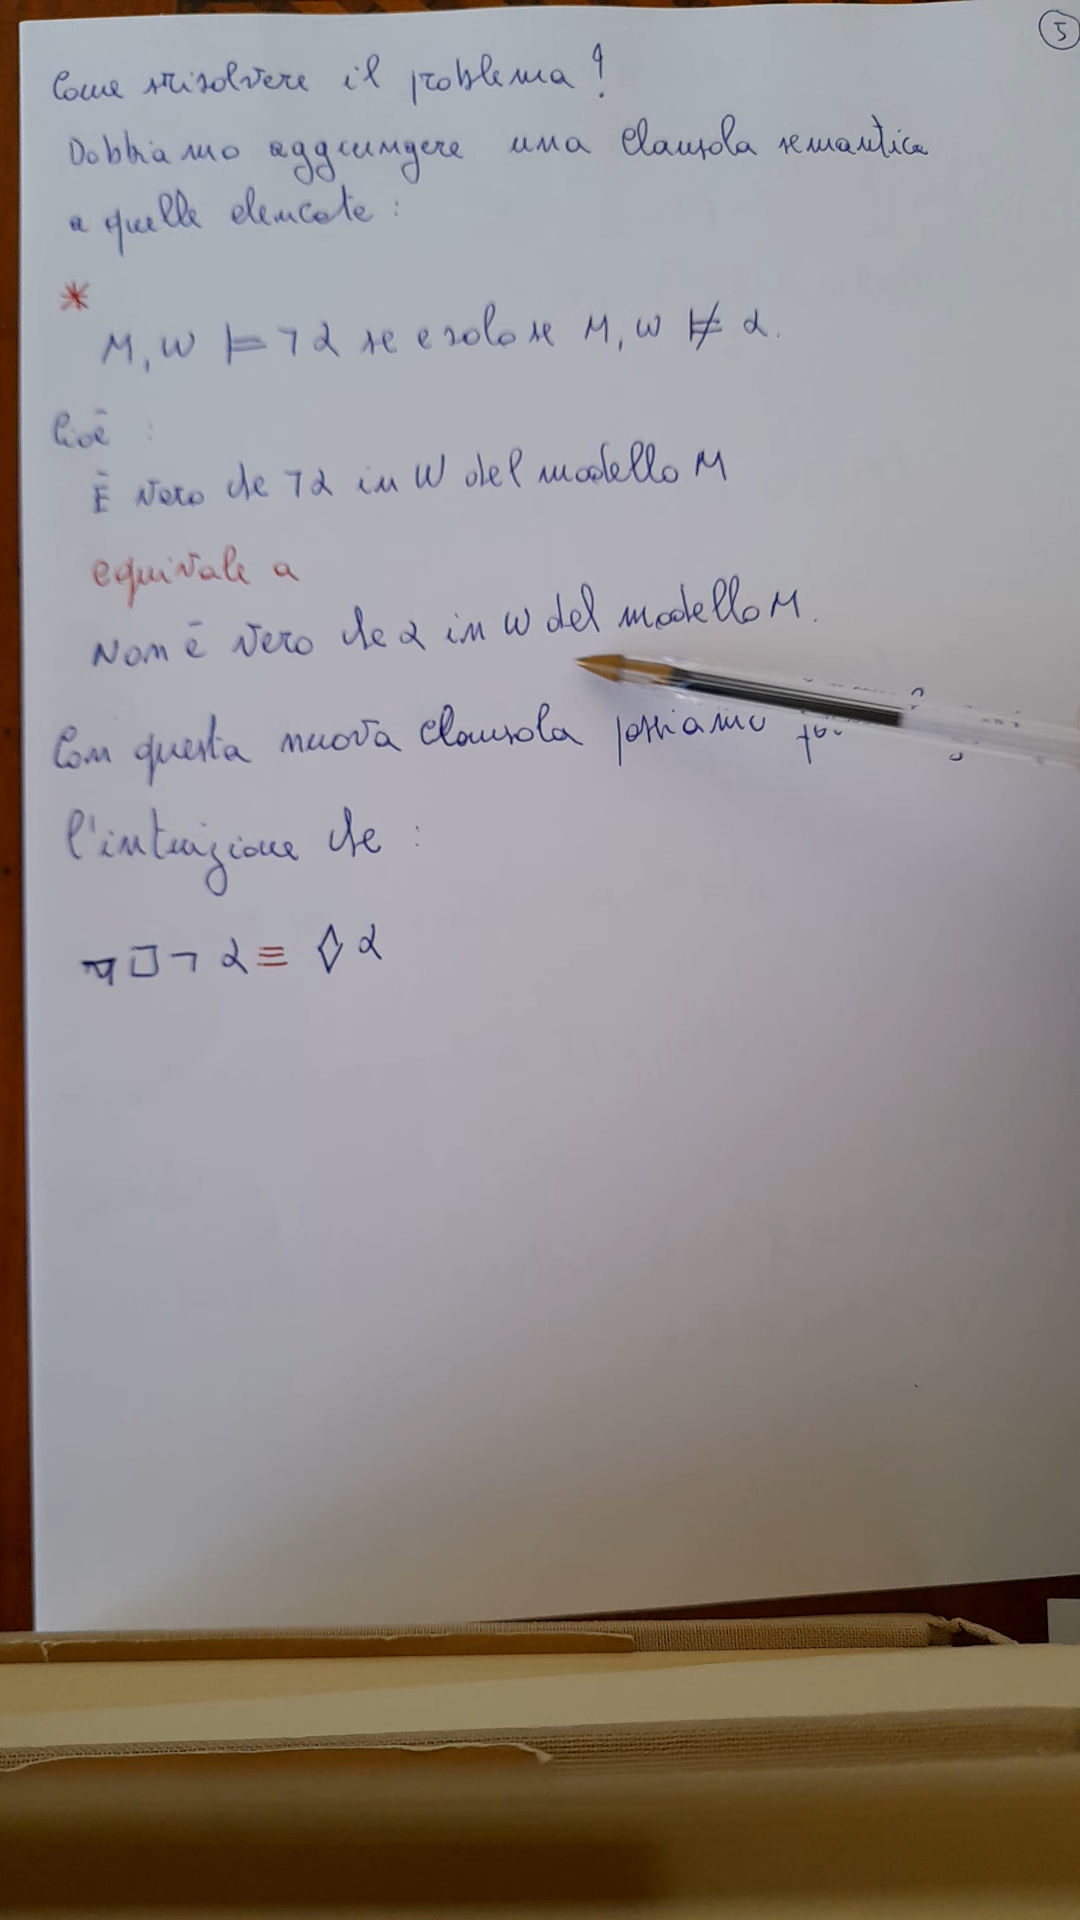 5
Come risolvere il problema?
Dobbiamo aggiungere una clausola semantica
a quelle elencate:
*
M, w ⊨ ¬α se e solo se M, w ⊭ α.
Cioè:
È vero che ¬α in w del modello M
equivale a
Non è vero che α in w del modello M.
Con questa nuova clausola possiamo
l'intuizione che:
¬□¬α ≡ ◊α